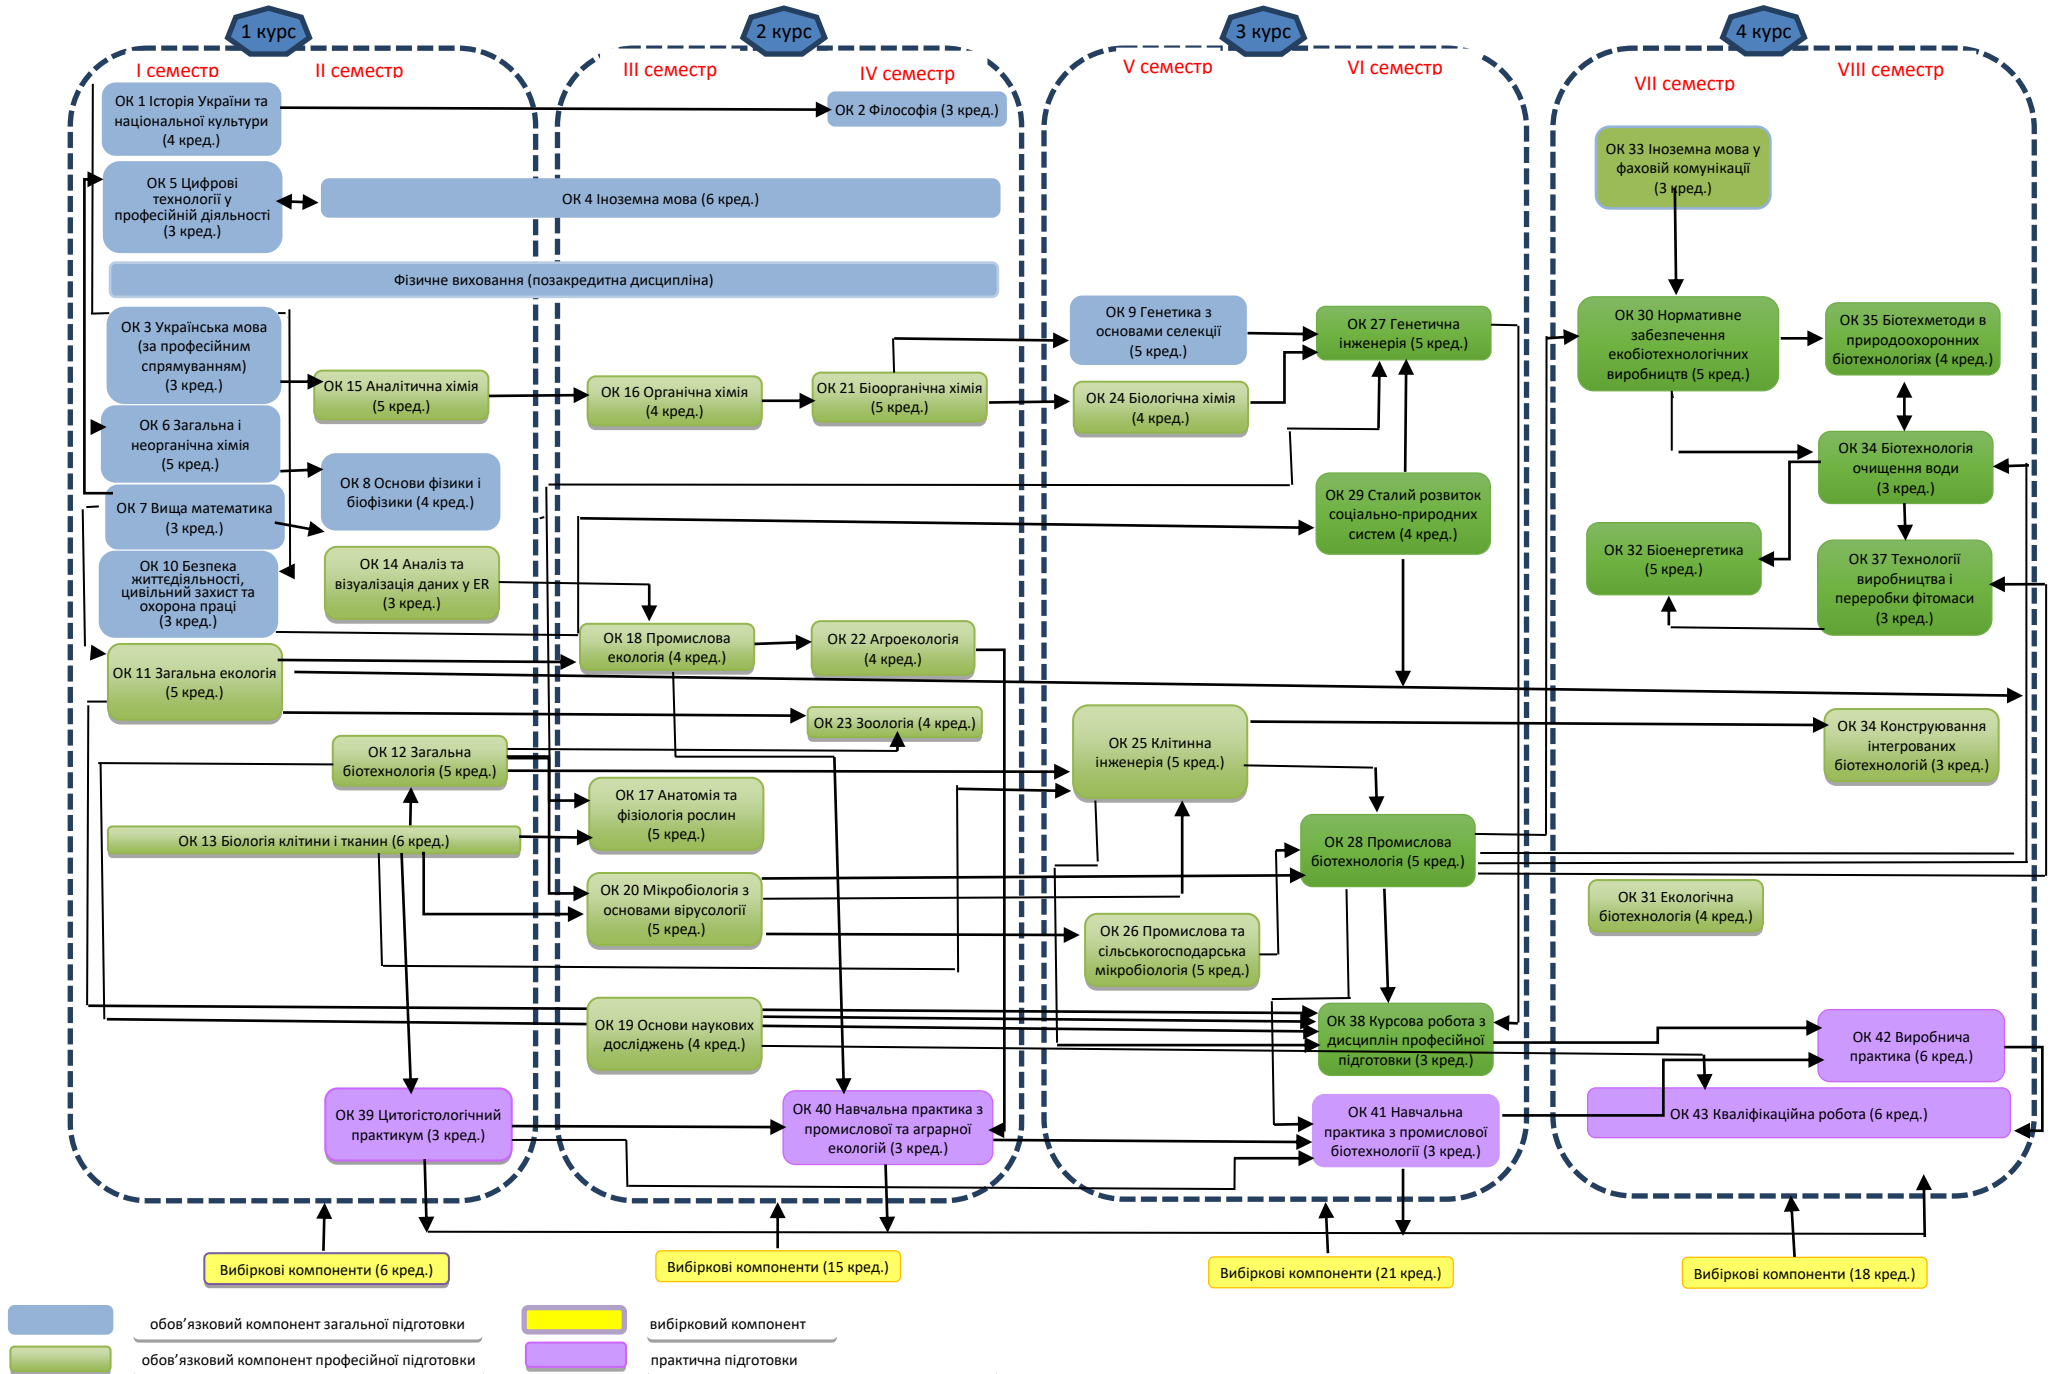 1 курс
2 курс
3 курс
4 курс
І семестр
ІІ семестр
ІІІ семестр
IV семестр
V семестр
VI семестр
VII семестр
VIII семестр
ОК 1 Історія України та
національної культури
(4 кред.)
ОК 2 Філософія (3 кред.)
ОК 5 Цифрові
технології у
професійній діяльності
(3 кред.)
ОК 4 Іноземна мова (6 кред.)
ОК 33 Іноземна мова у
фаховій комунікації
(3 кред.)
Фізичне виховання (позакредитна дисципліна)
ОК 3 Українська мова
(за професійним
спрямуванням)
(3 кред.)
ОК 15 Аналітична хімія
(5 кред.)
ОК 16 Органічна хімія
(4 кред.)
ОК 21 Біоорганічна хімія
(5 кред.)
ОК 9 Генетика з
основами селекції
(5 кред.)
ОК 24 Біологічна хімія
(4 кред.)
ОК 27 Генетична
інженерія (5 кред.)
ОК 30 Нормативне
забезпечення
екобіотехнологічних
виробництв (5 кред.)
ОК 35 Біотехметоди в
природоохоронних
біотехнологіях (4 кред.)
ОК 6 Загальна і
неорганічна хімія
(5 кред.)
ОК 8 Основи фізики і
біофізики (4 кред.)
ОК 7 Вища математика
(3 кред.)
ОК 29 Сталий розвиток
соціально-природних
систем (4 кред.)
ОК 34 Біотехнологія
очищення води
(3 кред.)
ОК 32 Біоенергетика
(5 кред.)
ОК 37 Технології
виробництва і
переробки фітомаси
(3 кред.)
ОК 10 Безпека
життєдіяльності,
цивільний захист та
охорона праці
(3 кред.)
ОК 14 Аналіз та
візуалізація даних у ER
(3 кред.)
ОК 18 Промислова
екологія (4 кред.)
ОК 22 Агроекологія
(4 кред.)
ОК 11 Загальна екологія
(5 кред.)
ОК 23 Зоологія (4 кред.)
ОК 12 Загальна
біотехнологія (5 кред.)
ОК 25 Клітинна
інженерія (5 кред.)
ОК 34 Конструювання
інтегрованих
біотехнологій (3 кред.)
ОК 17 Анатомія та
фізіологія рослин
(5 кред.)
ОК 13 Біологія клітини і тканин (6 кред.)
ОК 28 Промислова
біотехнологія (5 кред.)
ОК 20 Мікробіологія з
основами вірусології
(5 кред.)
ОК 31 Екологічна
біотехнологія (4 кред.)
ОК 26 Промислова та
сільськогосподарська
мікробіологія (5 кред.)
ОК 19 Основи наукових
досліджень (4 кред.)
ОК 38 Курсова робота з
дисциплін професійної
підготовки (3 кред.)
ОК 42 Виробнича
практика (6 кред.)
ОК 39 Цитогістологічний
практикум (3 кред.)
ОК 40 Навчальна практика з
промислової та аграрної
екологій (3 кред.)
ОК 41 Навчальна
практика з промислової
біотехнології (3 кред.)
ОК 43 Кваліфікаційна робота (6 кред.)
Вибіркові компоненти (6 кред.)
Вибіркові компоненти (15 кред.)
Вибіркові компоненти (21 кред.)
Вибіркові компоненти (18 кред.)
обов’язковий компонент загальної підготовки
вибірковий компонент
обов’язковий компонент професійної підготовки
практична підготовки